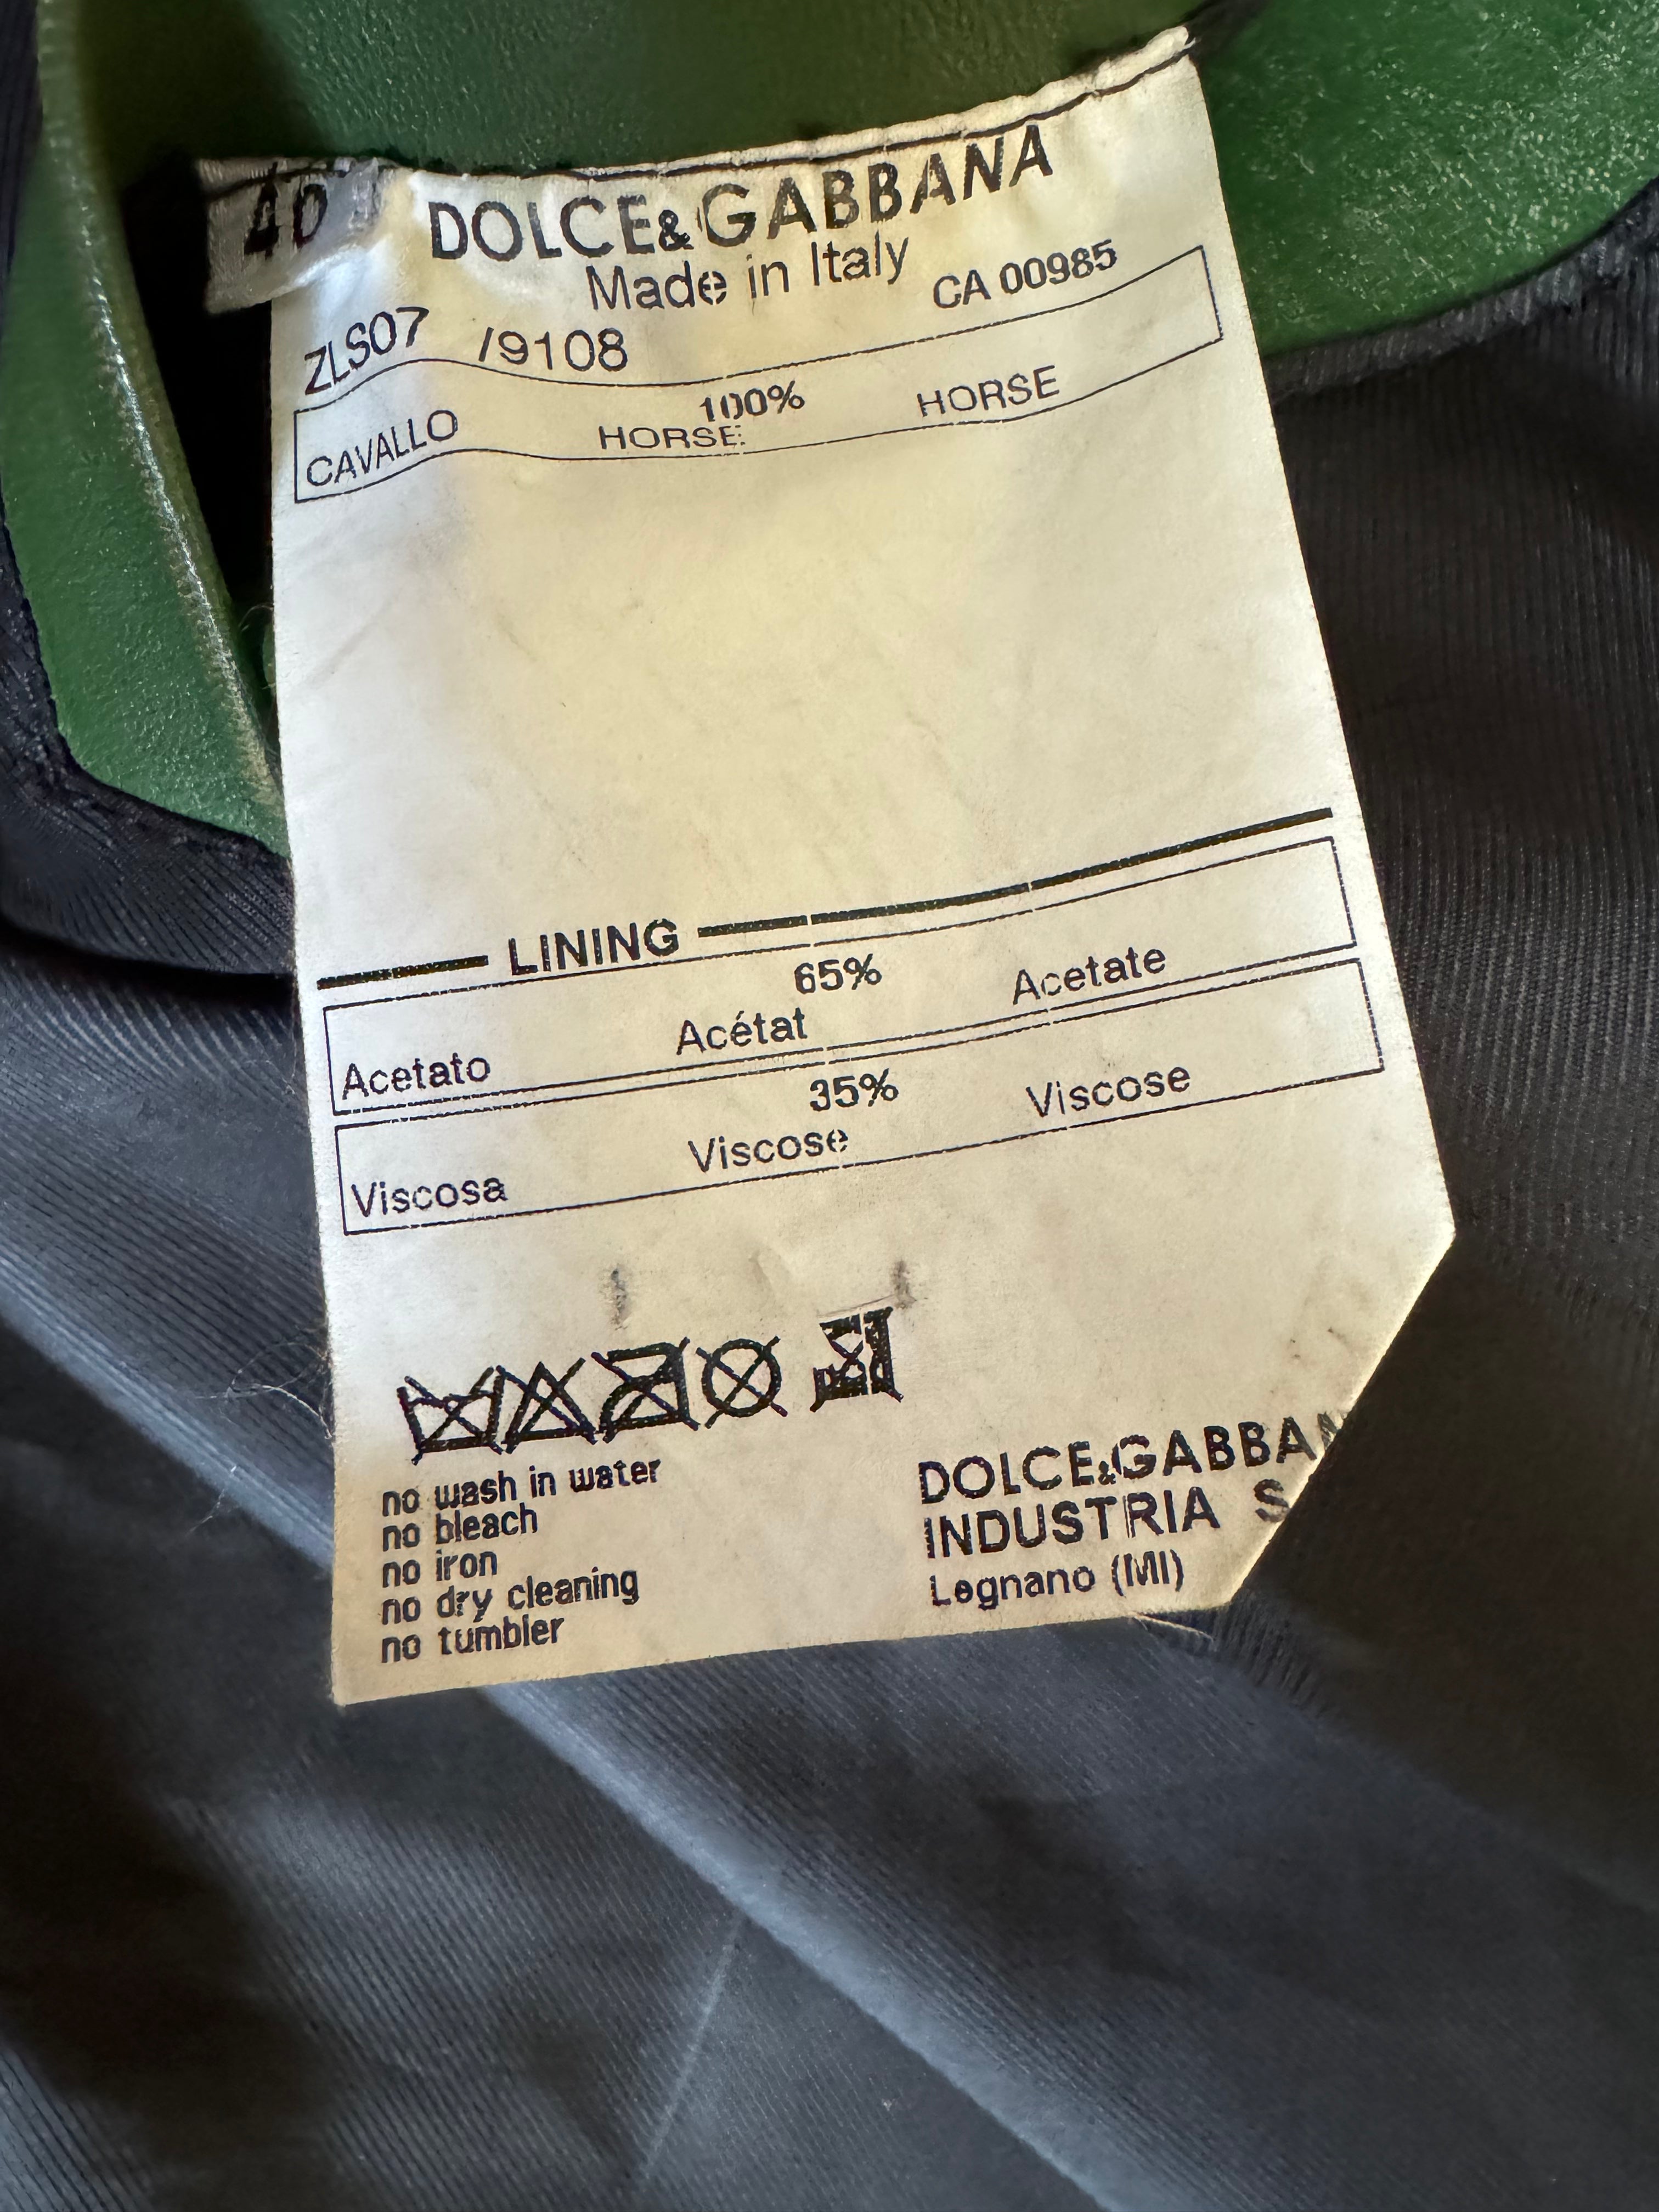 40
DOLCE&GABBANA
Made in Italy
ZLS07 /9108 CA 00985
100%
CAVALLO HORSE HORSE
LINING
65%
Acetato Acétat Acetate
35%
Viscosa Viscose Viscose
no wash in water
no bleach
no iron
no dry cleaning
no tumbler
DOLCE&GABBAN
INDUSTRIA S
Legnano (MI)